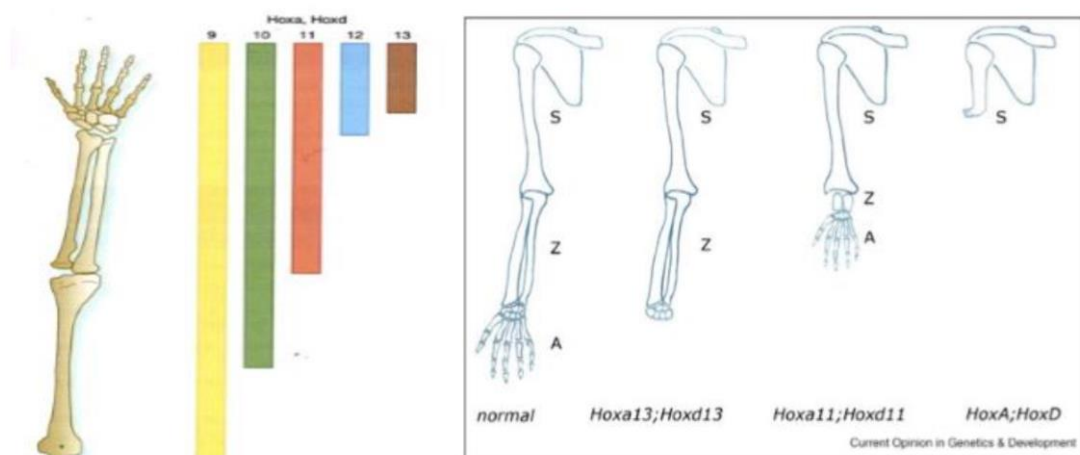 Hoxa, Hoxd
9 10 11 12 13
S S S S
Z Z Z
A A
normal Hoxa13;Hoxd13 Hoxa11;Hoxd11 HoxA;HoxD
Current Opinion in Genetics & Development